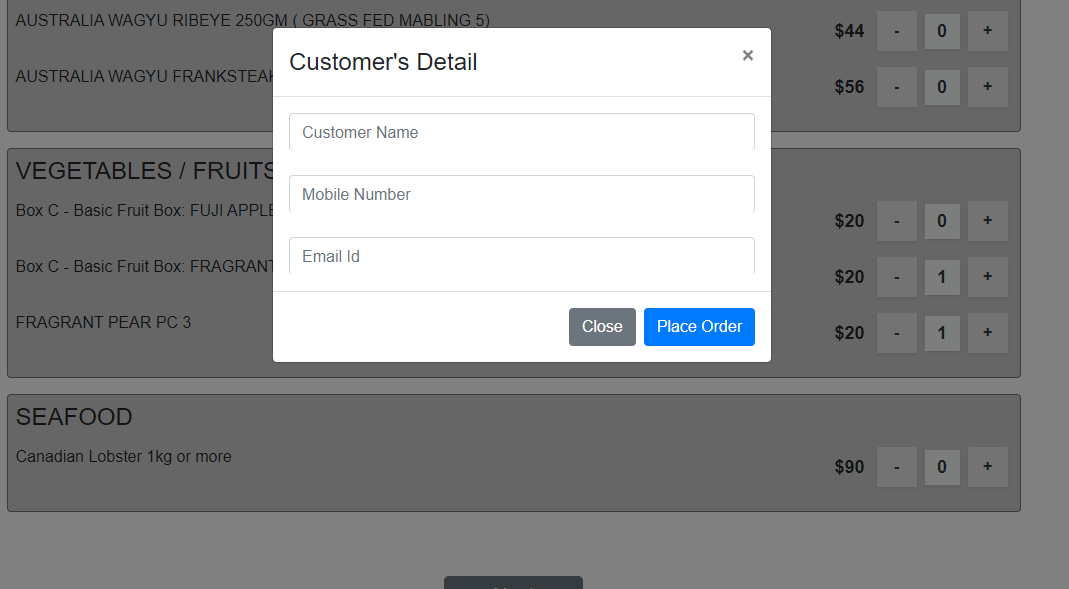 AUSTRALIA WAGYU RIBEYE 250GM ( GRASS FED MABLING 5)
$44 - 0 +
Customer's Detail ×
AUSTRALIA WAGYU FRANKSTEAK
$56 - 0 +
Customer Name
VEGETABLES / FRUITS
Mobile Number
Box C - Basic Fruit Box: FUJI APPLE
$20 - 0 +
Email Id
Box C - Basic Fruit Box: FRAGRANT
$20 - 1 +
FRAGRANT PEAR PC 3
$20 - 1 +
Close Place Order
SEAFOOD
Canadian Lobster 1kg or more
$90 - 0 +